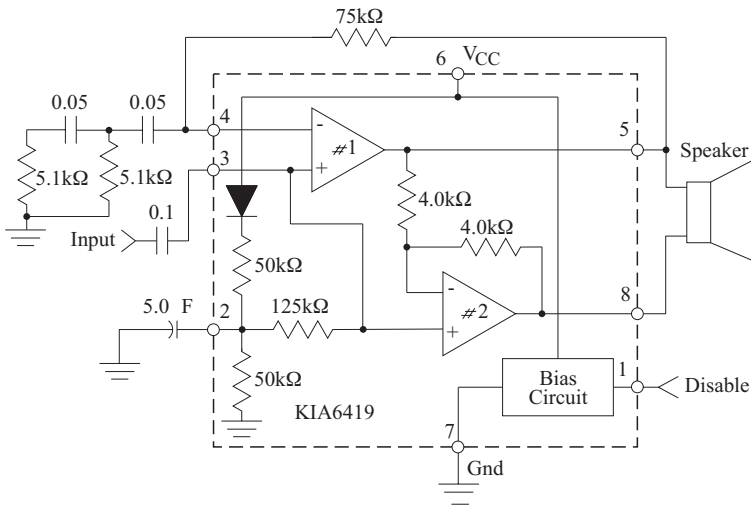 75kΩ
6
V_CC
0.05
0.05
4
5
-
#1
+
Speaker
3
5.1kΩ
5.1kΩ
4.0kΩ
0.1
4.0kΩ
Input
50kΩ
5.0 F
2
125kΩ
-
#2
+
8
50kΩ
1
Bias
Circuit
Disable
KIA6419
7
Gnd